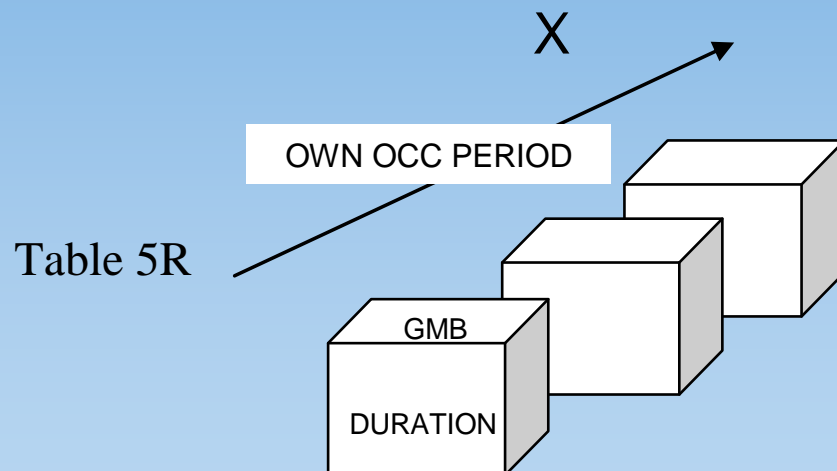 X
OWN OCC PERIOD
Table 5R
GMB
DURATION